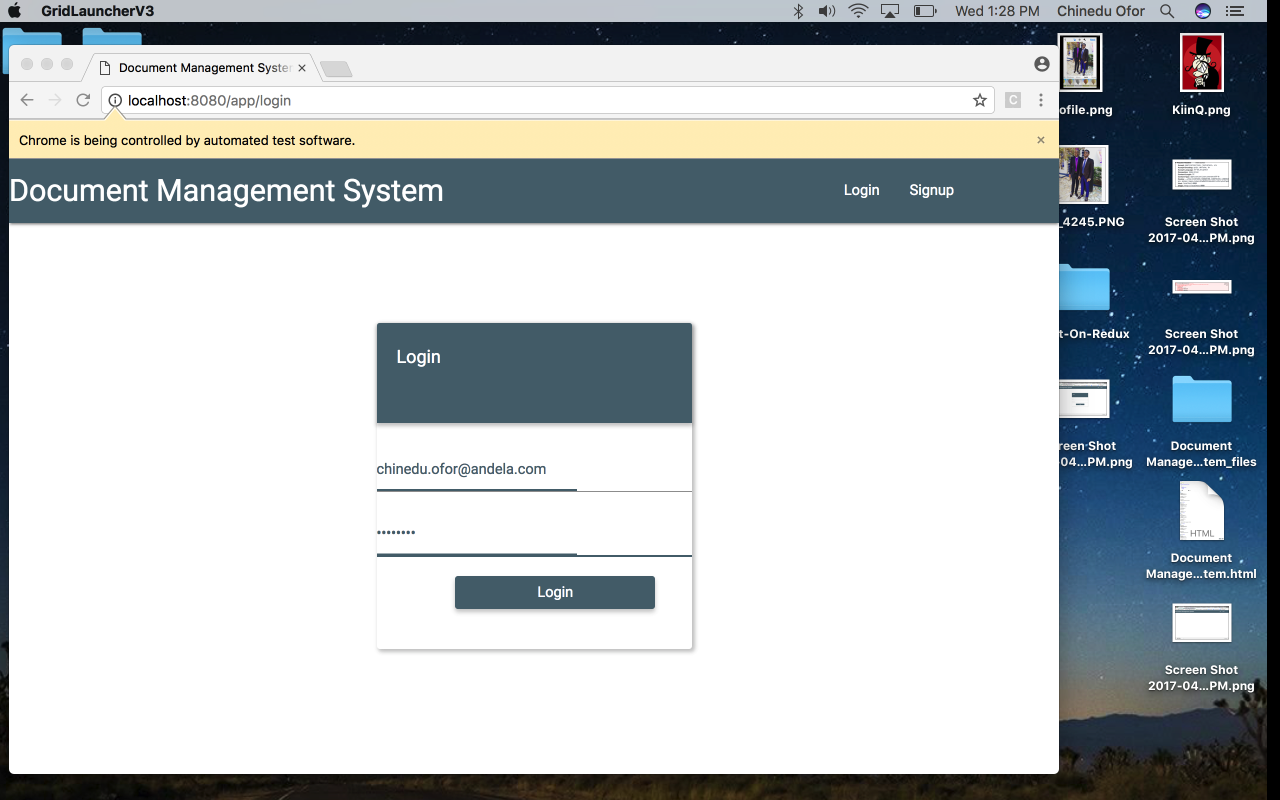 GridLauncherV3
Wed 1:28 PM Chinedu Ofor
Document Management Syste
localhost:8080/app/login
C
Chrome is being controlled by automated test software.
Document Management System
Login Signup
Login
chinedu.ofor@andela.com
Login
ofile.png
KiinQ.png
_4245.PNG
Screen Shot
2017-04...PM.png
t-On-Redux
Screen Shot
2017-04...PM.png
reen Shot
04...PM.png
Document
Manage...tem_files
HTML
Document
Manage...tem.html
Screen Shot
2017-04...PM.png